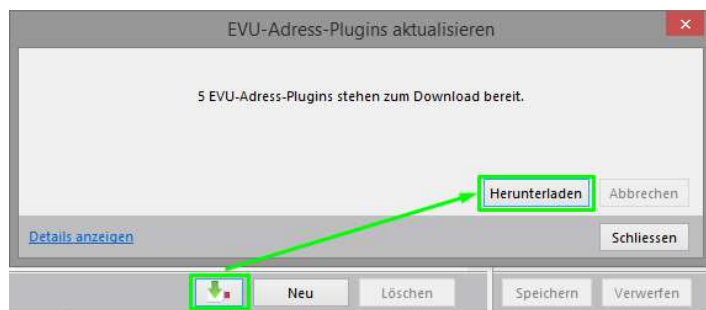 EVU-Adress-Plugins aktualisieren
5 EVU-Adress-Plugins stehen zum Download bereit.
Herunterladen Abbrechen
Details anzeigen Schliessen
Neu Löschen Speichern Verwerfen